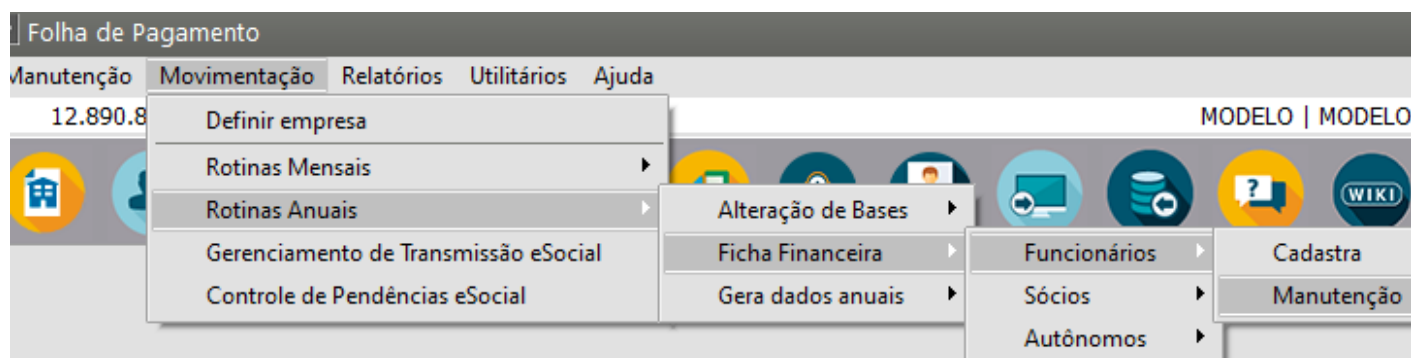 Folha de Pagamento
Manutenção Movimentação Relatórios Utilitários Ajuda
12.890.8 MODELO | MODELO
Definir empresa
Rotinas Mensais
Rotinas Anuais
Gerenciamento de Transmissão eSocial
Controle de Pendências eSocial
Alteração de Bases
Ficha Financeira
Gera dados anuais
Funcionários
Sócios
Autônomos
Cadastra
Manutenção
?
WIKI